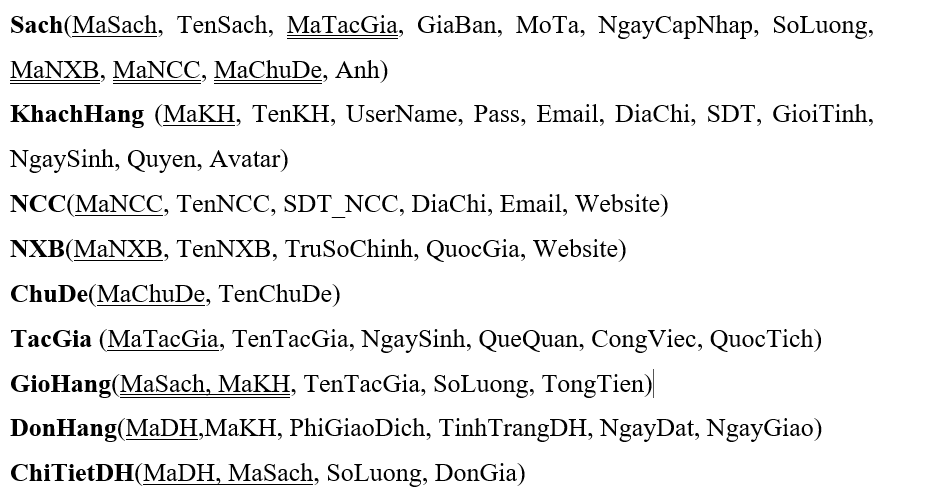 Sach(MaSach, TenSach, MaTacGia, GiaBan, MoTa, NgayCapNhap, SoLuong,
MaNXB, MaNCC, MaChuDe, Anh)
KhachHang (MaKH, TenKH, UserName, Pass, Email, DiaChi, SDT, GioiTinh,
NgaySinh, Quyen, Avatar)
NCC(MaNCC, TenNCC, SDT_NCC, DiaChi, Email, Website)
NXB(MaNXB, TenNXB, TruSoChinh, QuocGia, Website)
ChuDe(MaChuDe, TenChuDe)
TacGia (MaTacGia, TenTacGia, NgaySinh, QueQuan, CongViec, QuocTich)
GioHang(MaSach, MaKH, TenTacGia, SoLuong, TongTien)
DonHang(MaDH,MaKH, PhiGiaoDich, TinhTrangDH, NgayDat, NgayGiao)
ChiTietDH(MaDH, MaSach, SoLuong, DonGia)